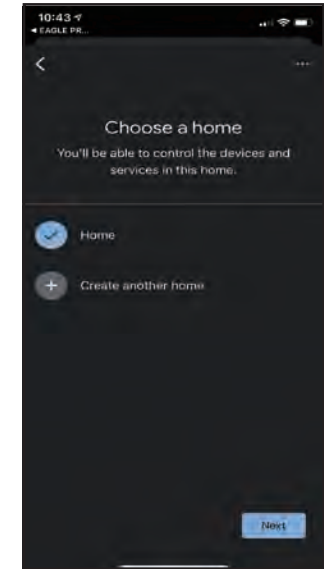 10:43
◀ EAGLE PR...
Choose a home
You'll be able to control the devices and
services in this home.
Home
Create another home
Next